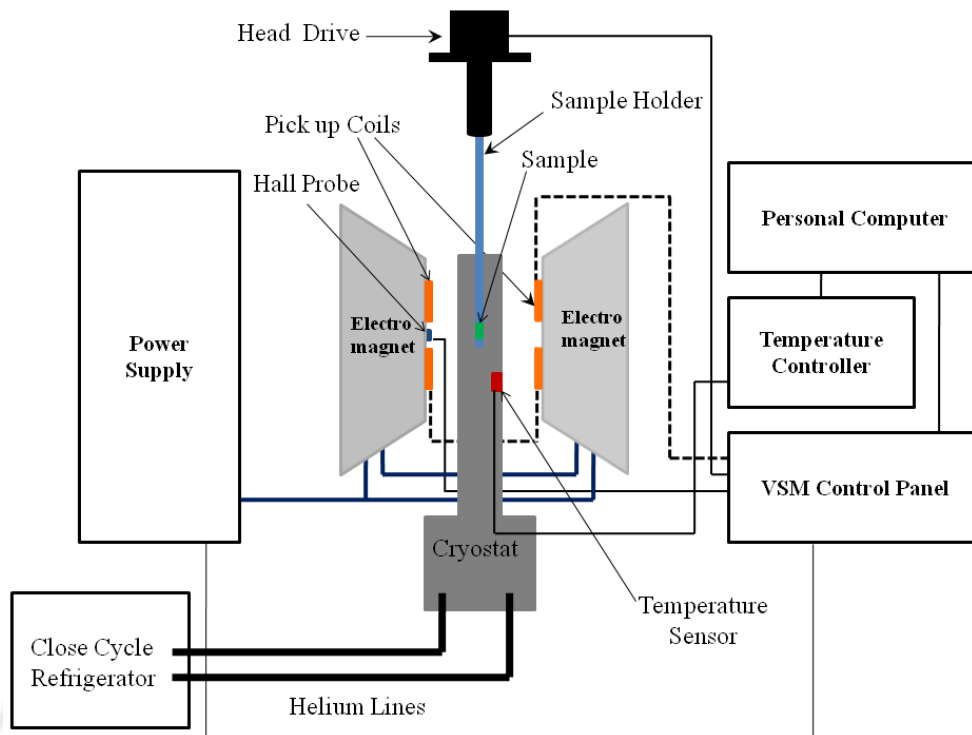 Head Drive
Sample Holder
Pick up Coils
Sample
Hall Probe
Personal Computer
Power
Supply
Electro
magnet
Electro
magnet
Temperature
Controller
VSM Control Panel
Cryostat
Temperature
Sensor
Close Cycle
Refrigerator
Helium Lines